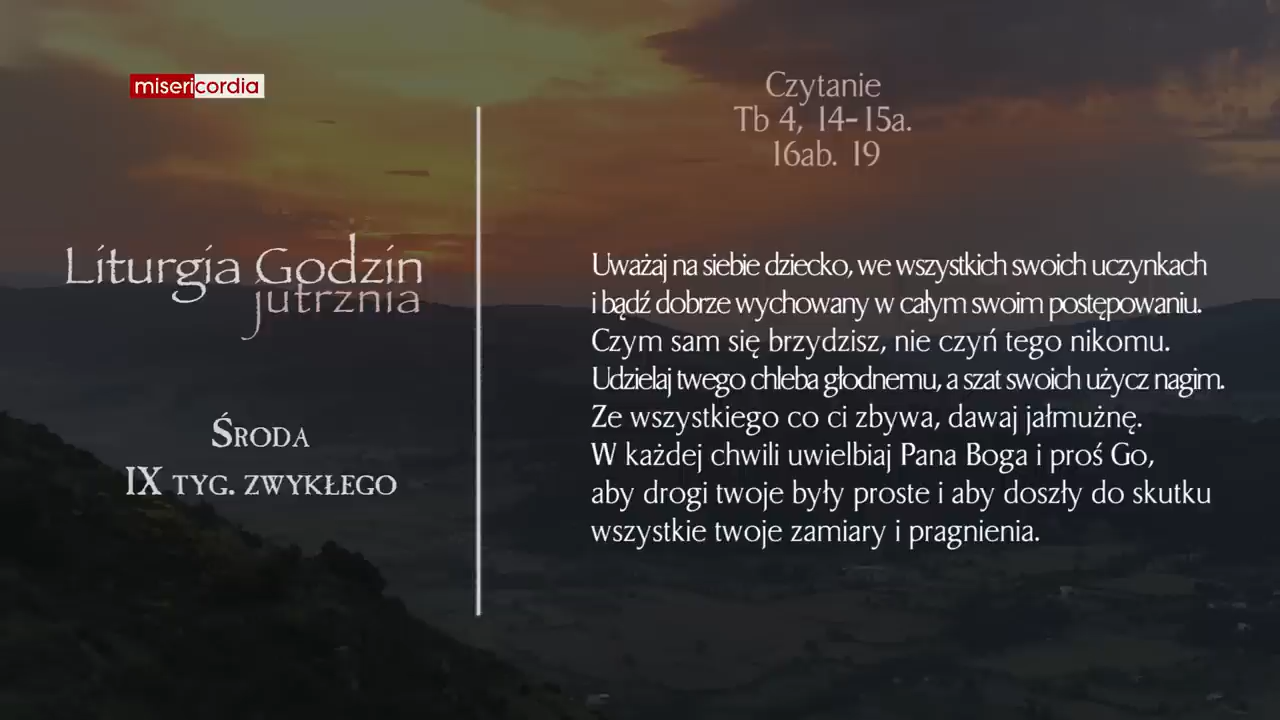 misericordia
Liturgia Godzin
jutrznia
Środa
IX tyg. zwykłego
Czytanie
Tb 4, 14-15a.
16ab. 19
Uważaj na siebie dziecko, we wszystkich swoich uczynkach
i bądź dobrze wychowany w całym swoim postępowaniu.
Czym sam się brzydzisz, nie czyń tego nikomu.
Udzielaj twego chleba głodnemu, a szat swoich użycz nagim.
Ze wszystkiego co ci zbywa, dawaj jałmużnę.
W każdej chwili uwielbiaj Pana Boga i proś Go,
aby drogi twoje były proste i aby doszły do skutku
wszystkie twoje zamiary i pragnienia.